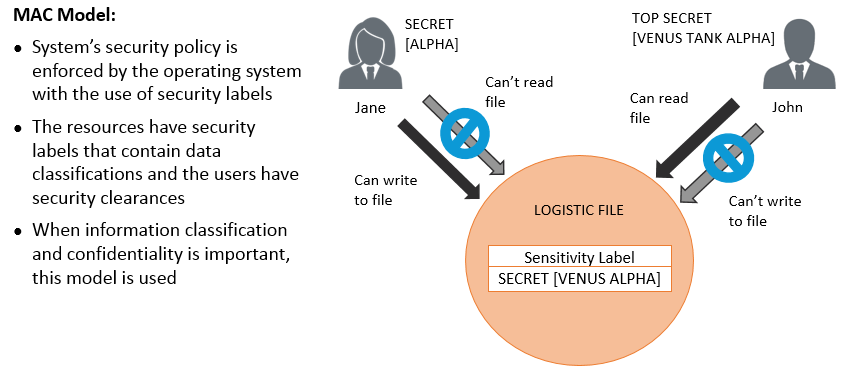 MAC Model:
• System's security policy is
enforced by the operating system
with the use of security labels
• The resources have security
labels that contain data
classifications and the users have
security clearances
• When information classification
and confidentiality is important,
this model is used
SECRET
[ALPHA]
Jane
Can't read
file
Can write
to file
TOP SECRET
[VENUS TANK ALPHA]
John
Can read
file
Can't write
to file
LOGISTIC FILE
Sensitivity Label
SECRET [VENUS ALPHA]